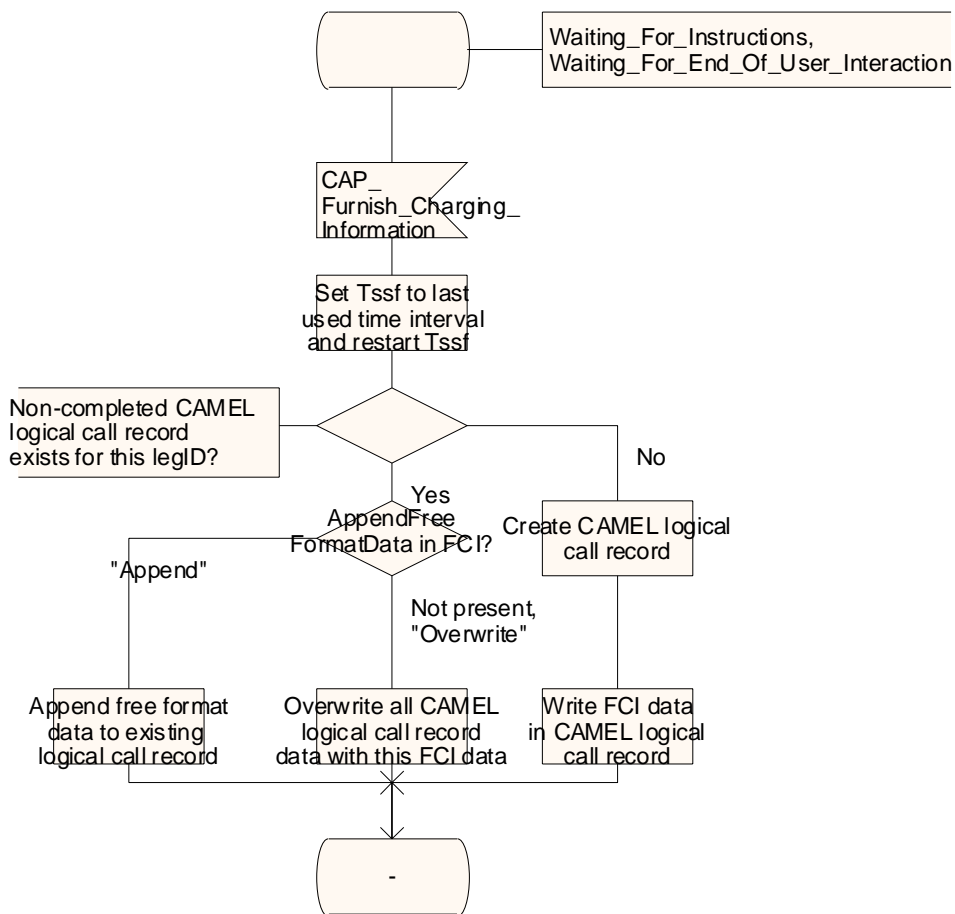 Waiting_For_Instructions,
Waiting_For_End_Of_User_Interaction
CAP_
Furnish_Charging_
Information
Set Tssf to last
used time interval
and restart Tssf
Non-completed CAMEL
logical call record
exists for this legID?
No
Yes
AppendFree
FormatData in FCI?
Create CAMEL logical
call record
"Append"
Not present,
"Overwrite"
Append free format
data to existing
logical call record
Overwrite all CAMEL
logical call record
data with this FCI data
Write FCI data
in CAMEL logical
call record
-